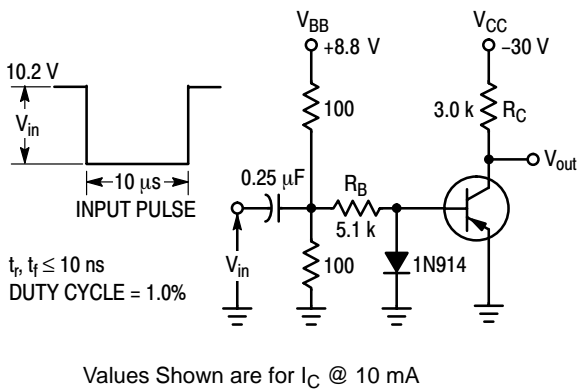 V_BB
+8.8 V
V_CC
–30 V
10.2 V
V_in
10 μs
INPUT PULSE
t_r, t_f ≤ 10 ns
DUTY CYCLE = 1.0%
100
3.0 k
R_C
V_out
0.25 μF
R_B
5.1 k
V_in
100
1N914
Values Shown are for I_C @ 10 mA